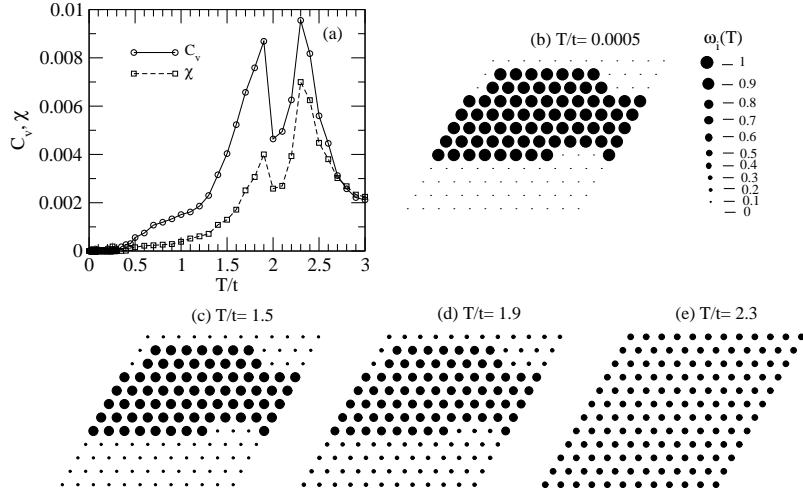 (a)
C_v
χ
0.01
0.008
0.006
0.004
0.002
0
C_v, χ
0 0.5 1 1.5 2 2.5 3
T/t
(b) T/t= 0.0005
ω_i(T)
1
0.9
0.8
0.7
0.6
0.5
0.4
0.3
0.2
0.1
0
(c) T/t= 1.5
(d) T/t= 1.9
(e) T/t= 2.3